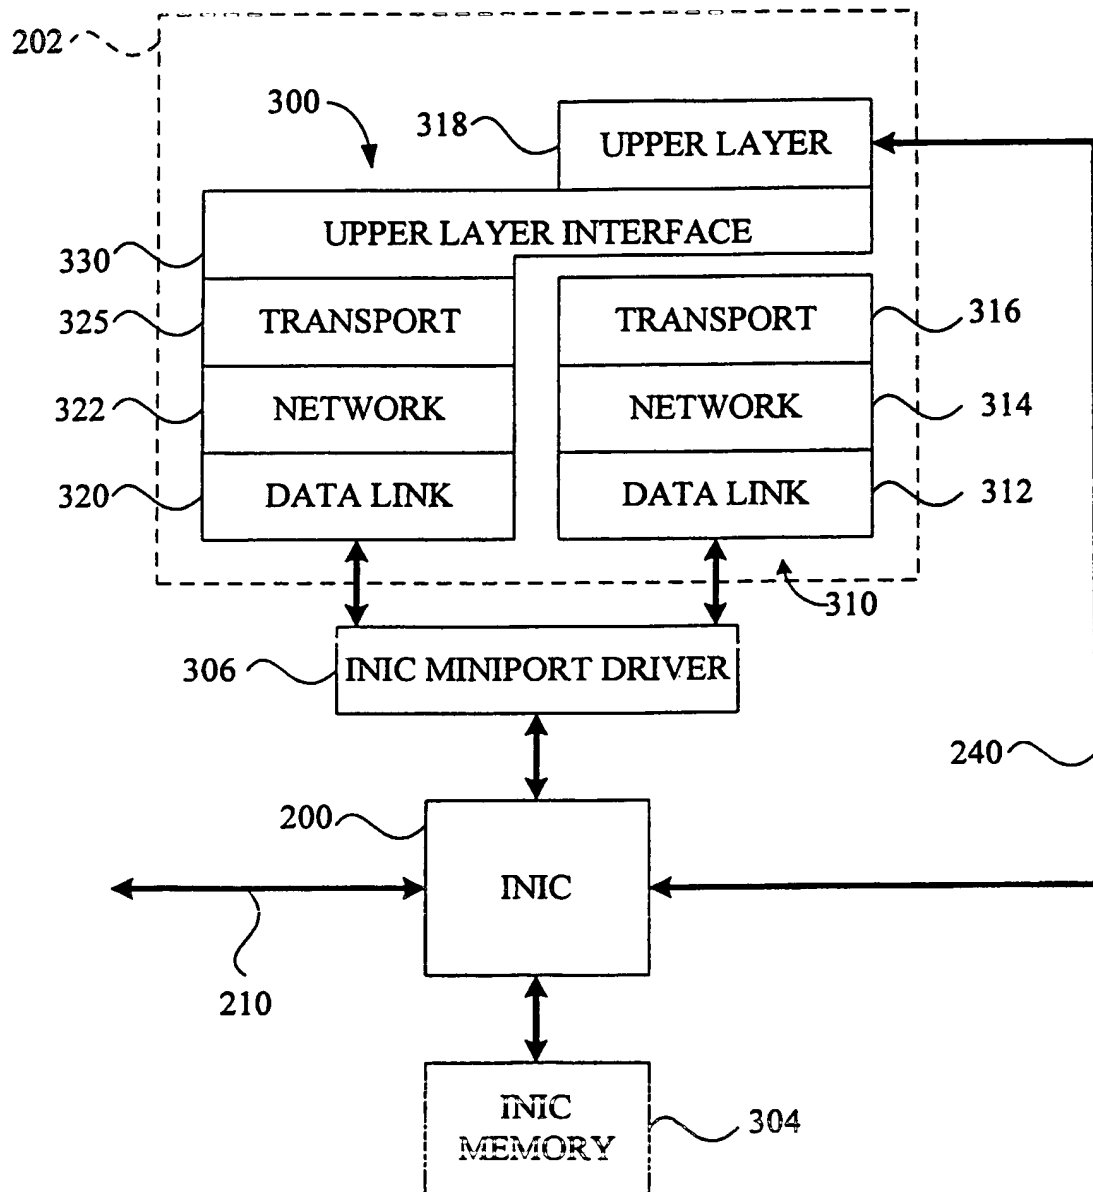 202
300
318
UPPER LAYER
UPPER LAYER INTERFACE
330
325
TRANSPORT
TRANSPORT
316
322
NETWORK
NETWORK
314
320
DATA LINK
DATA LINK
312
310
306
INIC MINIPORT DRIVER
240
200
INIC
210
INIC
MEMORY
304